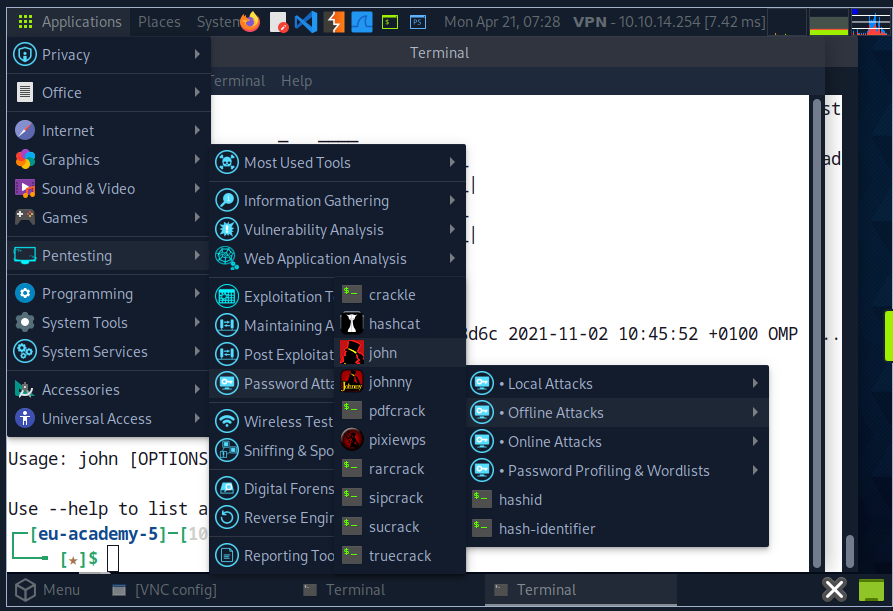 Applications Places System Mon Apr 21, 07:28 VPN - 10.10.14.254 [7.42 ms]
Terminal
Terminal Help
Privacy
Office
Internet
Graphics
Sound & Video
Games
Pentesting
Programming
System Tools
System Services
Accessories
Universal Access
Most Used Tools
Information Gathering
Vulnerability Analysis
Web Application Analysis
Exploitation T
Maintaining A
Post Exploitat
Password Atta
Wireless Test
Sniffing & Spo
Digital Forens
Reverse Engin
Reporting Too
crackle
hashcat
john
johnny
pdfcrack
pixiewps
rarcrack
sipcrack
sucrack
truecrack
• Local Attacks
• Offline Attacks
• Online Attacks
• Password Profiling & Wordlists
hashid
hash-identifier
st
ad
8d6c 2021-11-02 10:45:52 +0100 OMP ..
Usage: john [OPTIONS
Use --help to list a
[eu-academy-5]-[10
[★]$
Menu [VNC config] Terminal Terminal